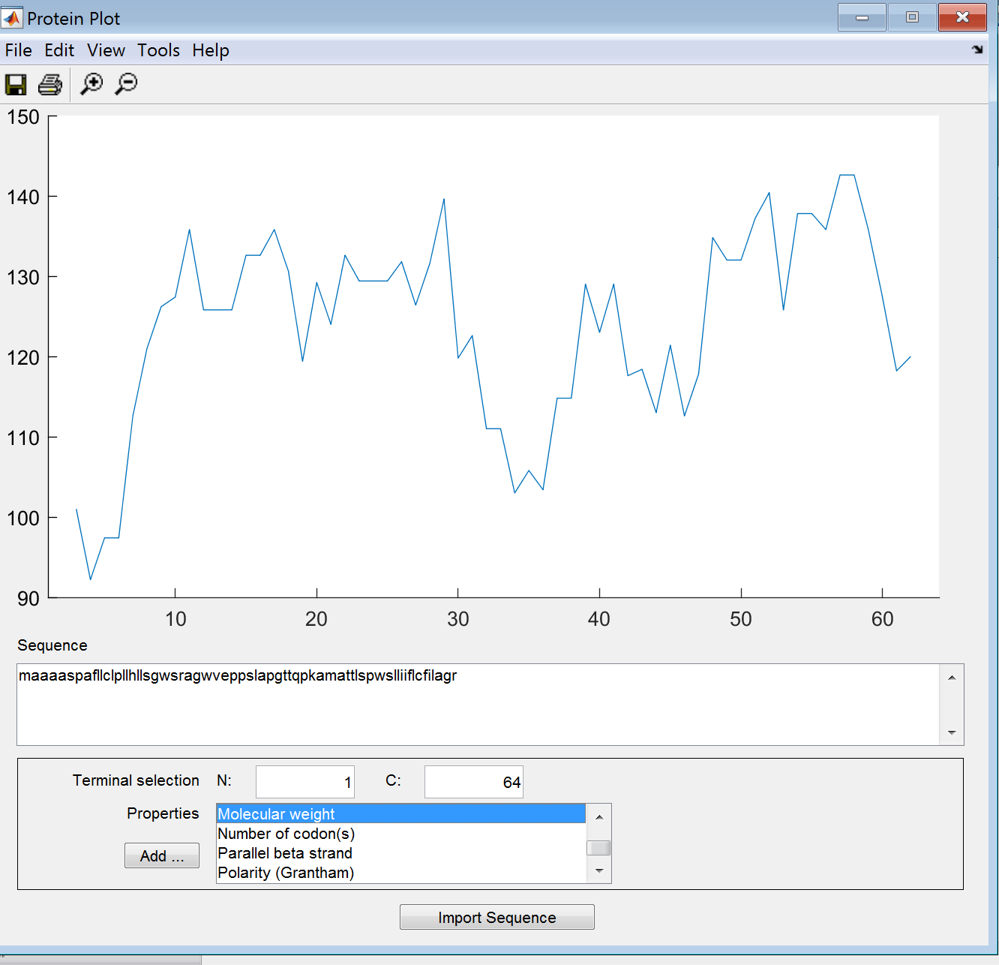 Protein Plot
File Edit View Tools Help
150
140
130
120
110
100
90
10 20 30 40 50 60
Sequence
maaaaspafllclpllhllsgwsragwveppslapgttqpkamattlspwslliiflcfilagr
Terminal selection N: 1 C: 64
Properties
Molecular weight
Number of codon(s)
Parallel beta strand
Polarity (Grantham)
Add ...
Import Sequence